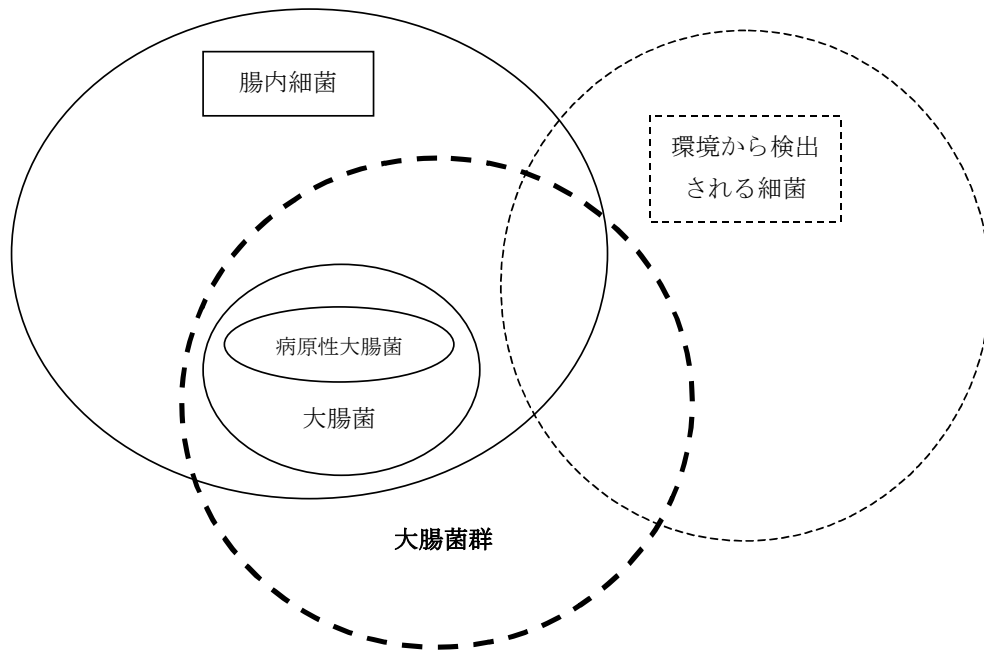 腸内細菌
環境から検出
される細菌
病原性大腸菌
大腸菌
大腸菌群